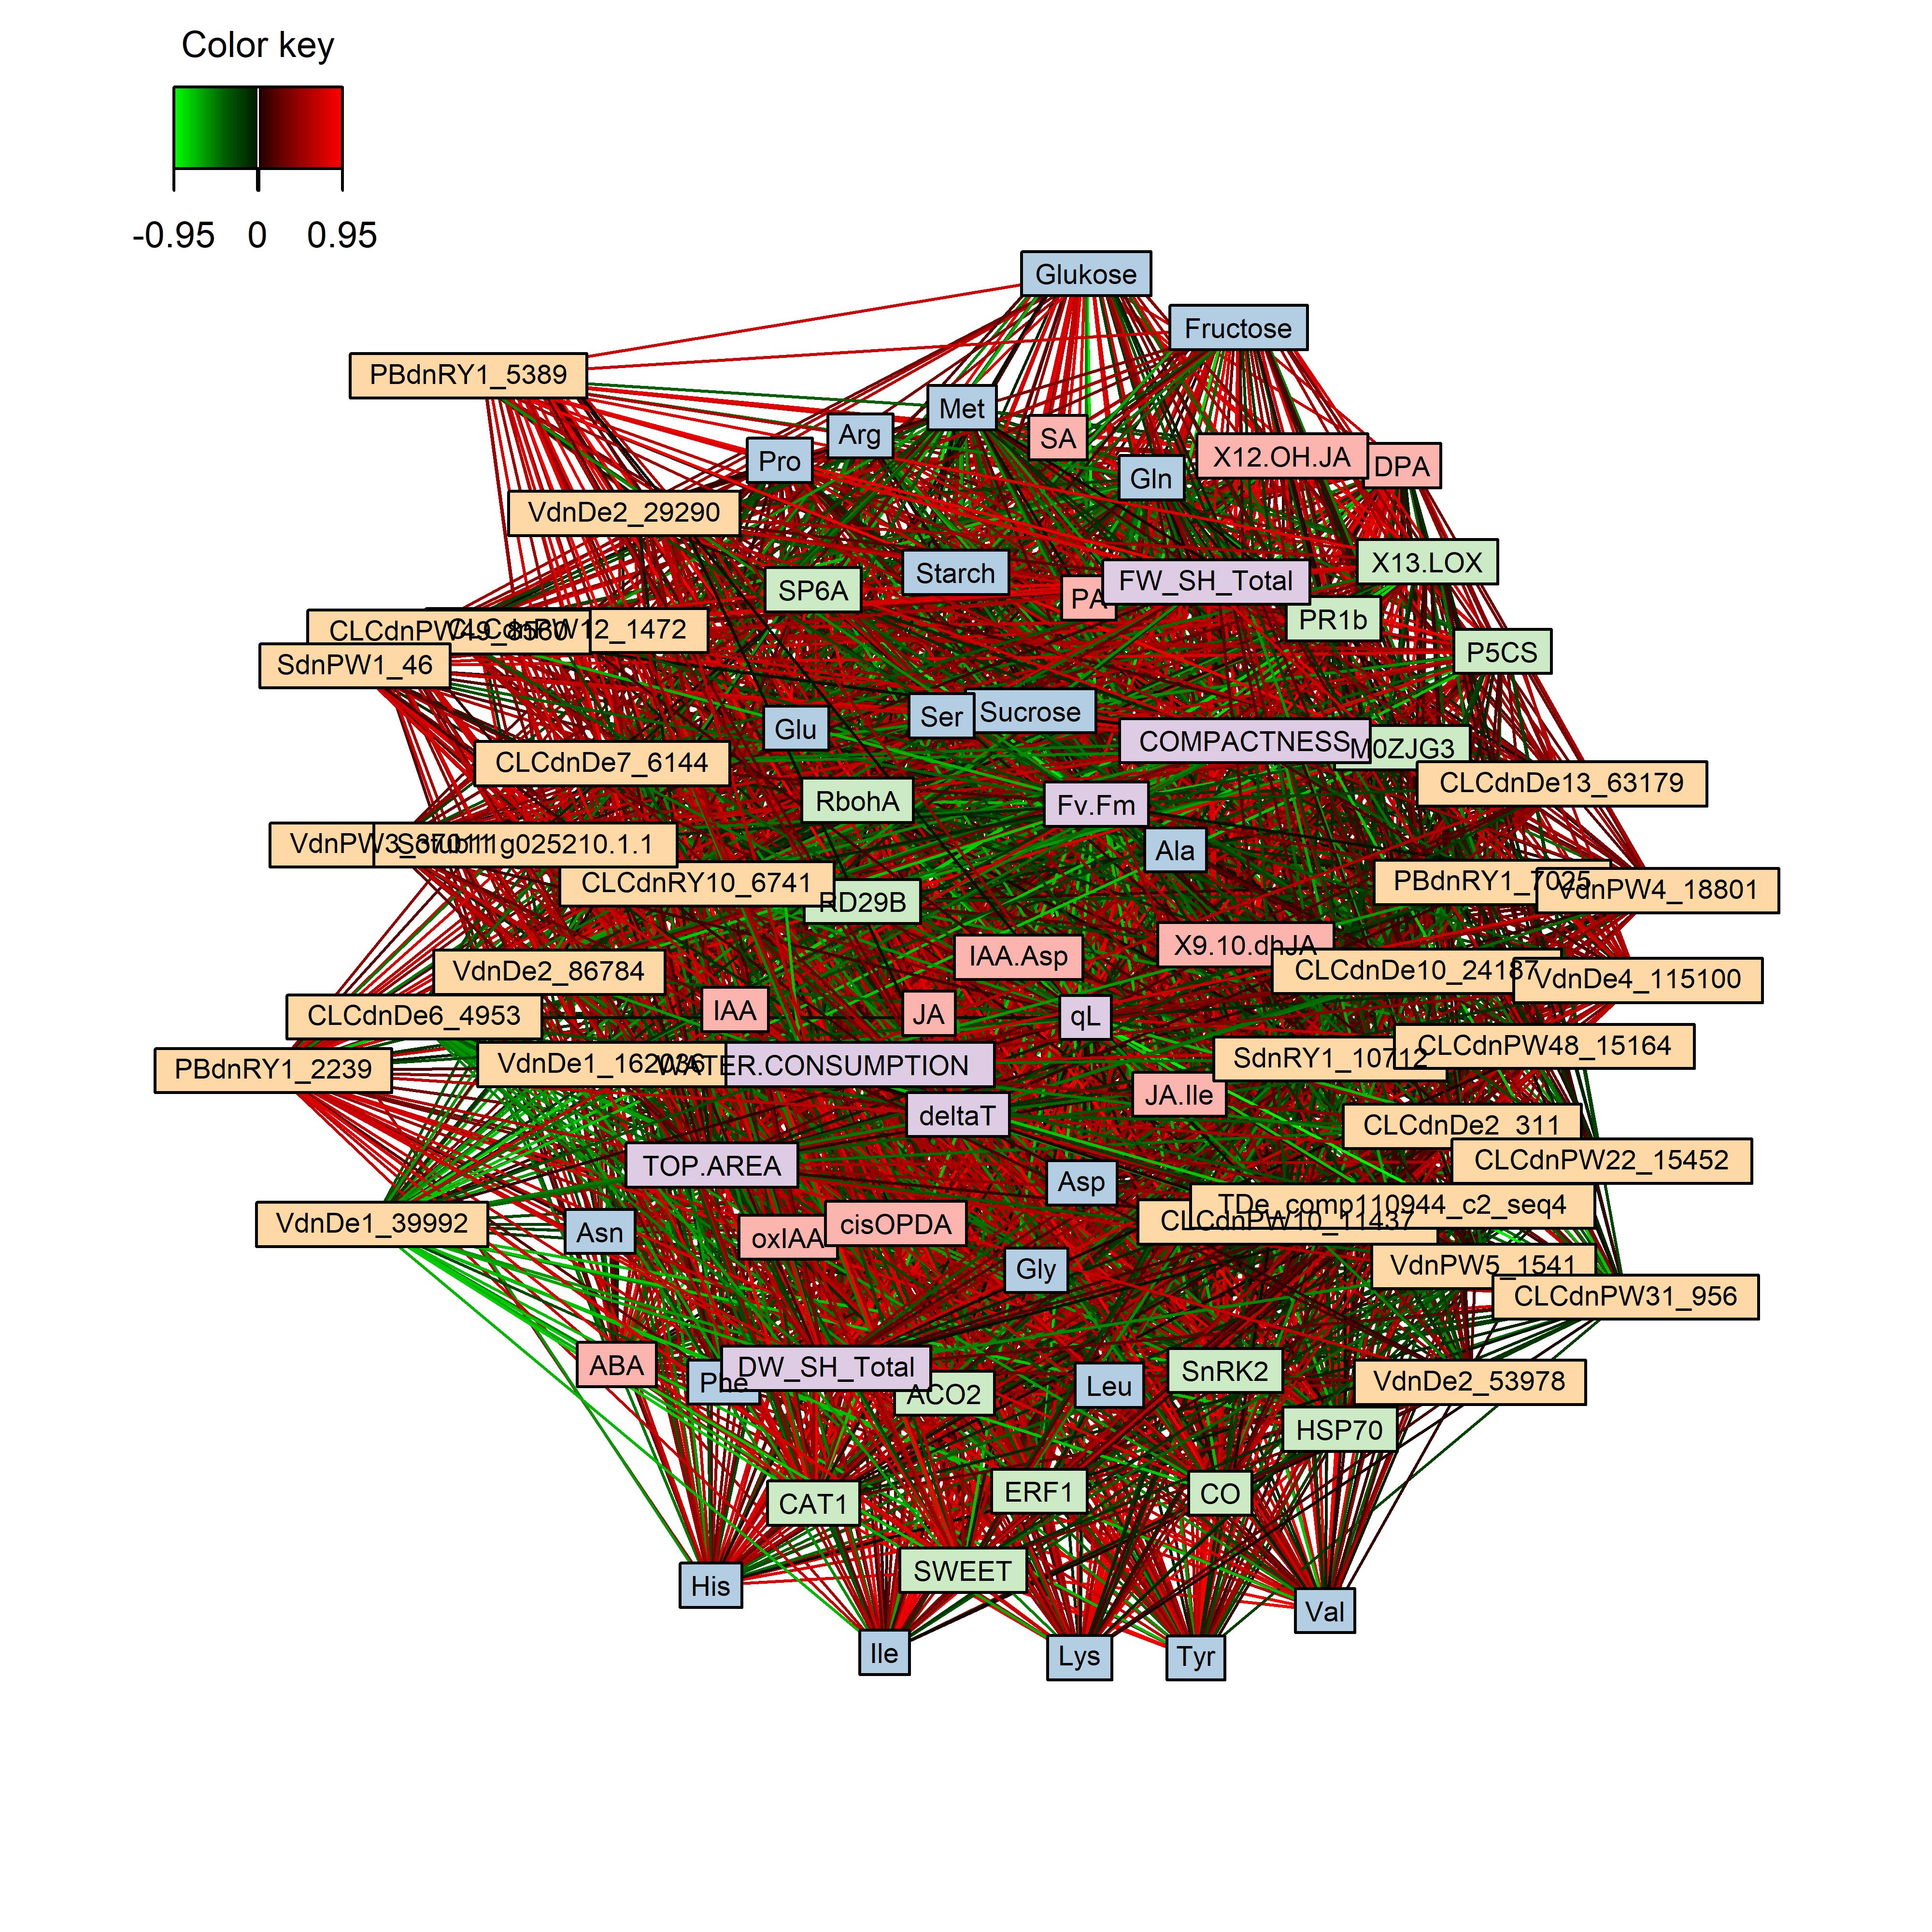 Color key
-0.95 0 0.95
Glukose
Fructose
PBdnRY1_5389
Met
Arg
SA
Pro
X12.OH.JA
DPA
Gln
VdnDe2_29290
X13.LOX
Starch
FW_SH_Total
SP6A
PA
PR1b
CLCdnPW12_1472
P5CS
SdnPW1_46
Sucrose
Ser
Glu
COMPACTNESS
M0ZJG3
CLCdnDe7_6144
CLCdnDe13_63179
RbohA
Fv.Fm
Ala
CLCdnRY10_6741
PBdnRY1_7025
VdnPW4_18801
RD29B
X9.10.dhJA
IAA.Asp
VdnDe2_86784
CLCdnDe10_24187
VdnDe4_115100
IAA
JA
qL
CLCdnDe6_4953
CLCdnPW48_15164
SdnRY1_10712
VdnDe1_162036
WATER.CONSUMPTION
PBdnRY1_2239
JA.Ile
deltaT
CLCdnDe2_311
CLCdnPW22_15452
TOP.AREA
Asp
TDe_comp110944_c2_seq4
CLCdnPW10_11437
VdnDe1_39992
Asn
cisOPDA
oxIAA
Gly
VdnPW5_1541
CLCdnPW31_956
ABA
DW_SH_Total
Phe
SnRK2
VdnDe2_53978
ACO2
Leu
HSP70
ERF1
CO
CAT1
SWEET
His
Val
Ile
Lys
Tyr